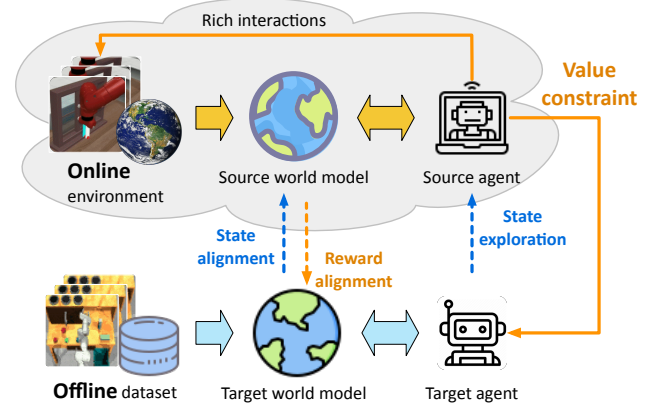 Rich interactions
Value
constraint
Online
environment
Source world model
Source agent
State
alignment
Reward
alignment
State
exploration
Offline dataset
Target world model
Target agent